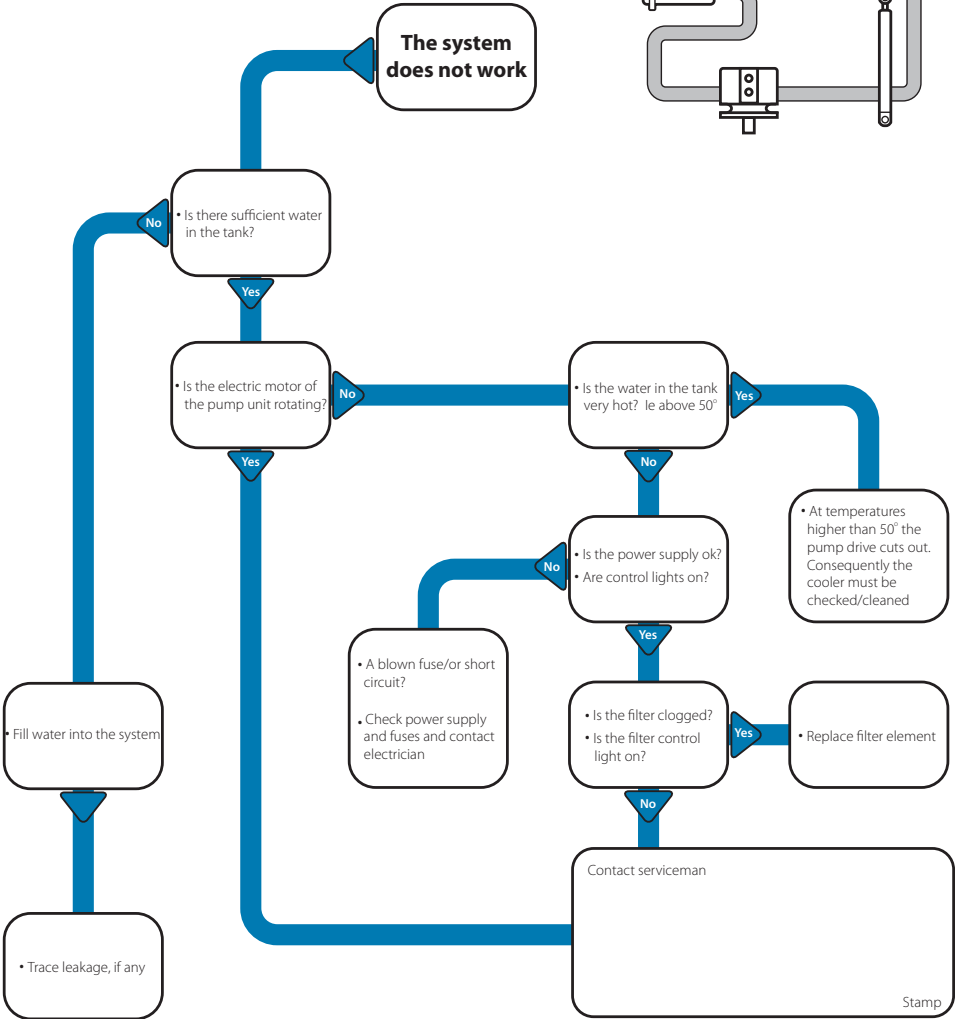 The system
does not work
• Is there sufficient water
in the tank?
No
Yes
• Is the electric motor of
the pump unit rotating?
No
Yes
• Is the water in the tank
very hot? Ie above 50°
Yes
No
• At temperatures
higher than 50° the
pump drive cuts out.
Consequently the
cooler must be
checked/cleaned
• Is the power supply ok?
• Are control lights on?
No
Yes
• A blown fuse/or short
circuit?
• Check power supply
and fuses and contact
electrician
• Is the filter clogged?
• Is the filter control
light on?
Yes
No
• Replace filter element
• Fill water into the system
• Trace leakage, if any
Contact serviceman
Stamp